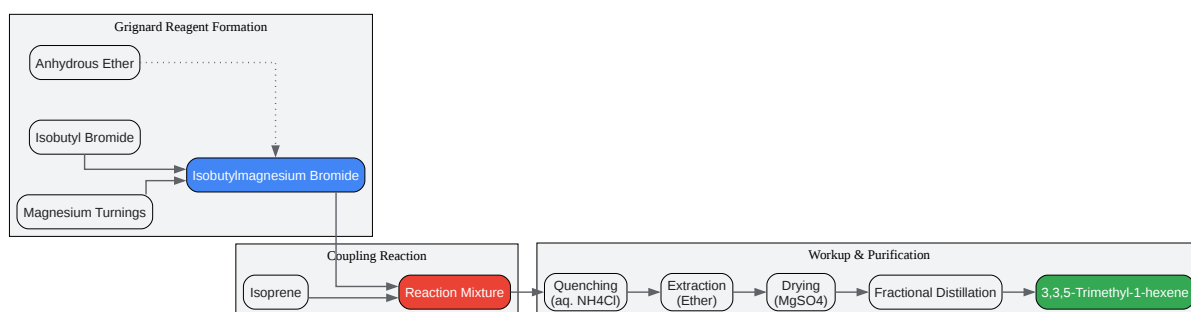 Grignard Reagent Formation
Anhydrous Ether
Isobutyl Bromide
Isobutylmagnesium Bromide
Magnesium Turnings
Coupling Reaction
Isoprene
Reaction Mixture
Workup & Purification
Quenching
(aq. NH4Cl)
Extraction
(Ether)
Drying
(MgSO4)
Fractional Distillation
3,3,5-Trimethyl-1-hexene